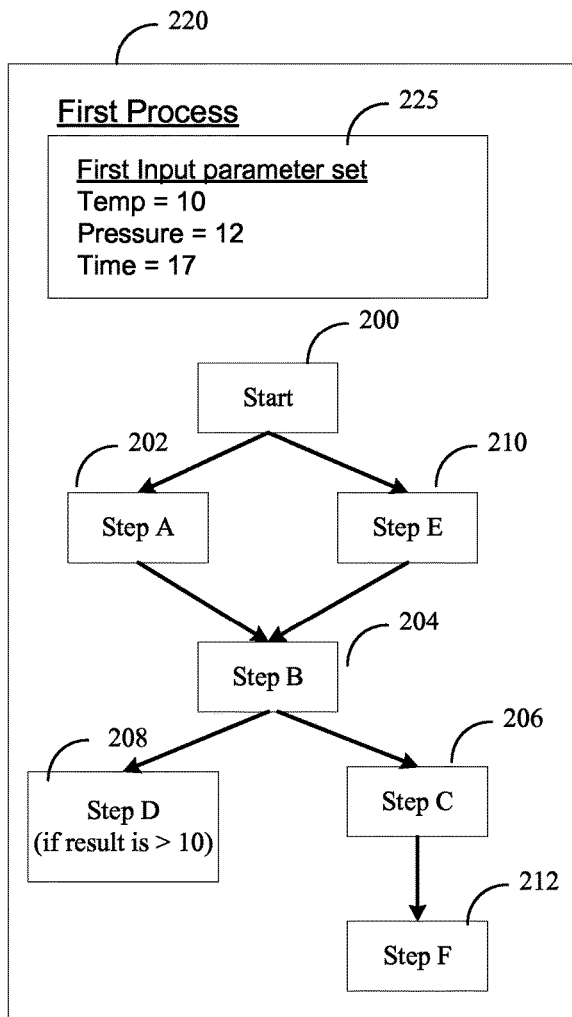 220
First Process
225
First Input parameter set
Temp = 10
Pressure = 12
Time = 17
200
Start
202
210
Step A
Step E
204
Step B
208
206
Step D
(if result is > 10)
Step C
212
Step F